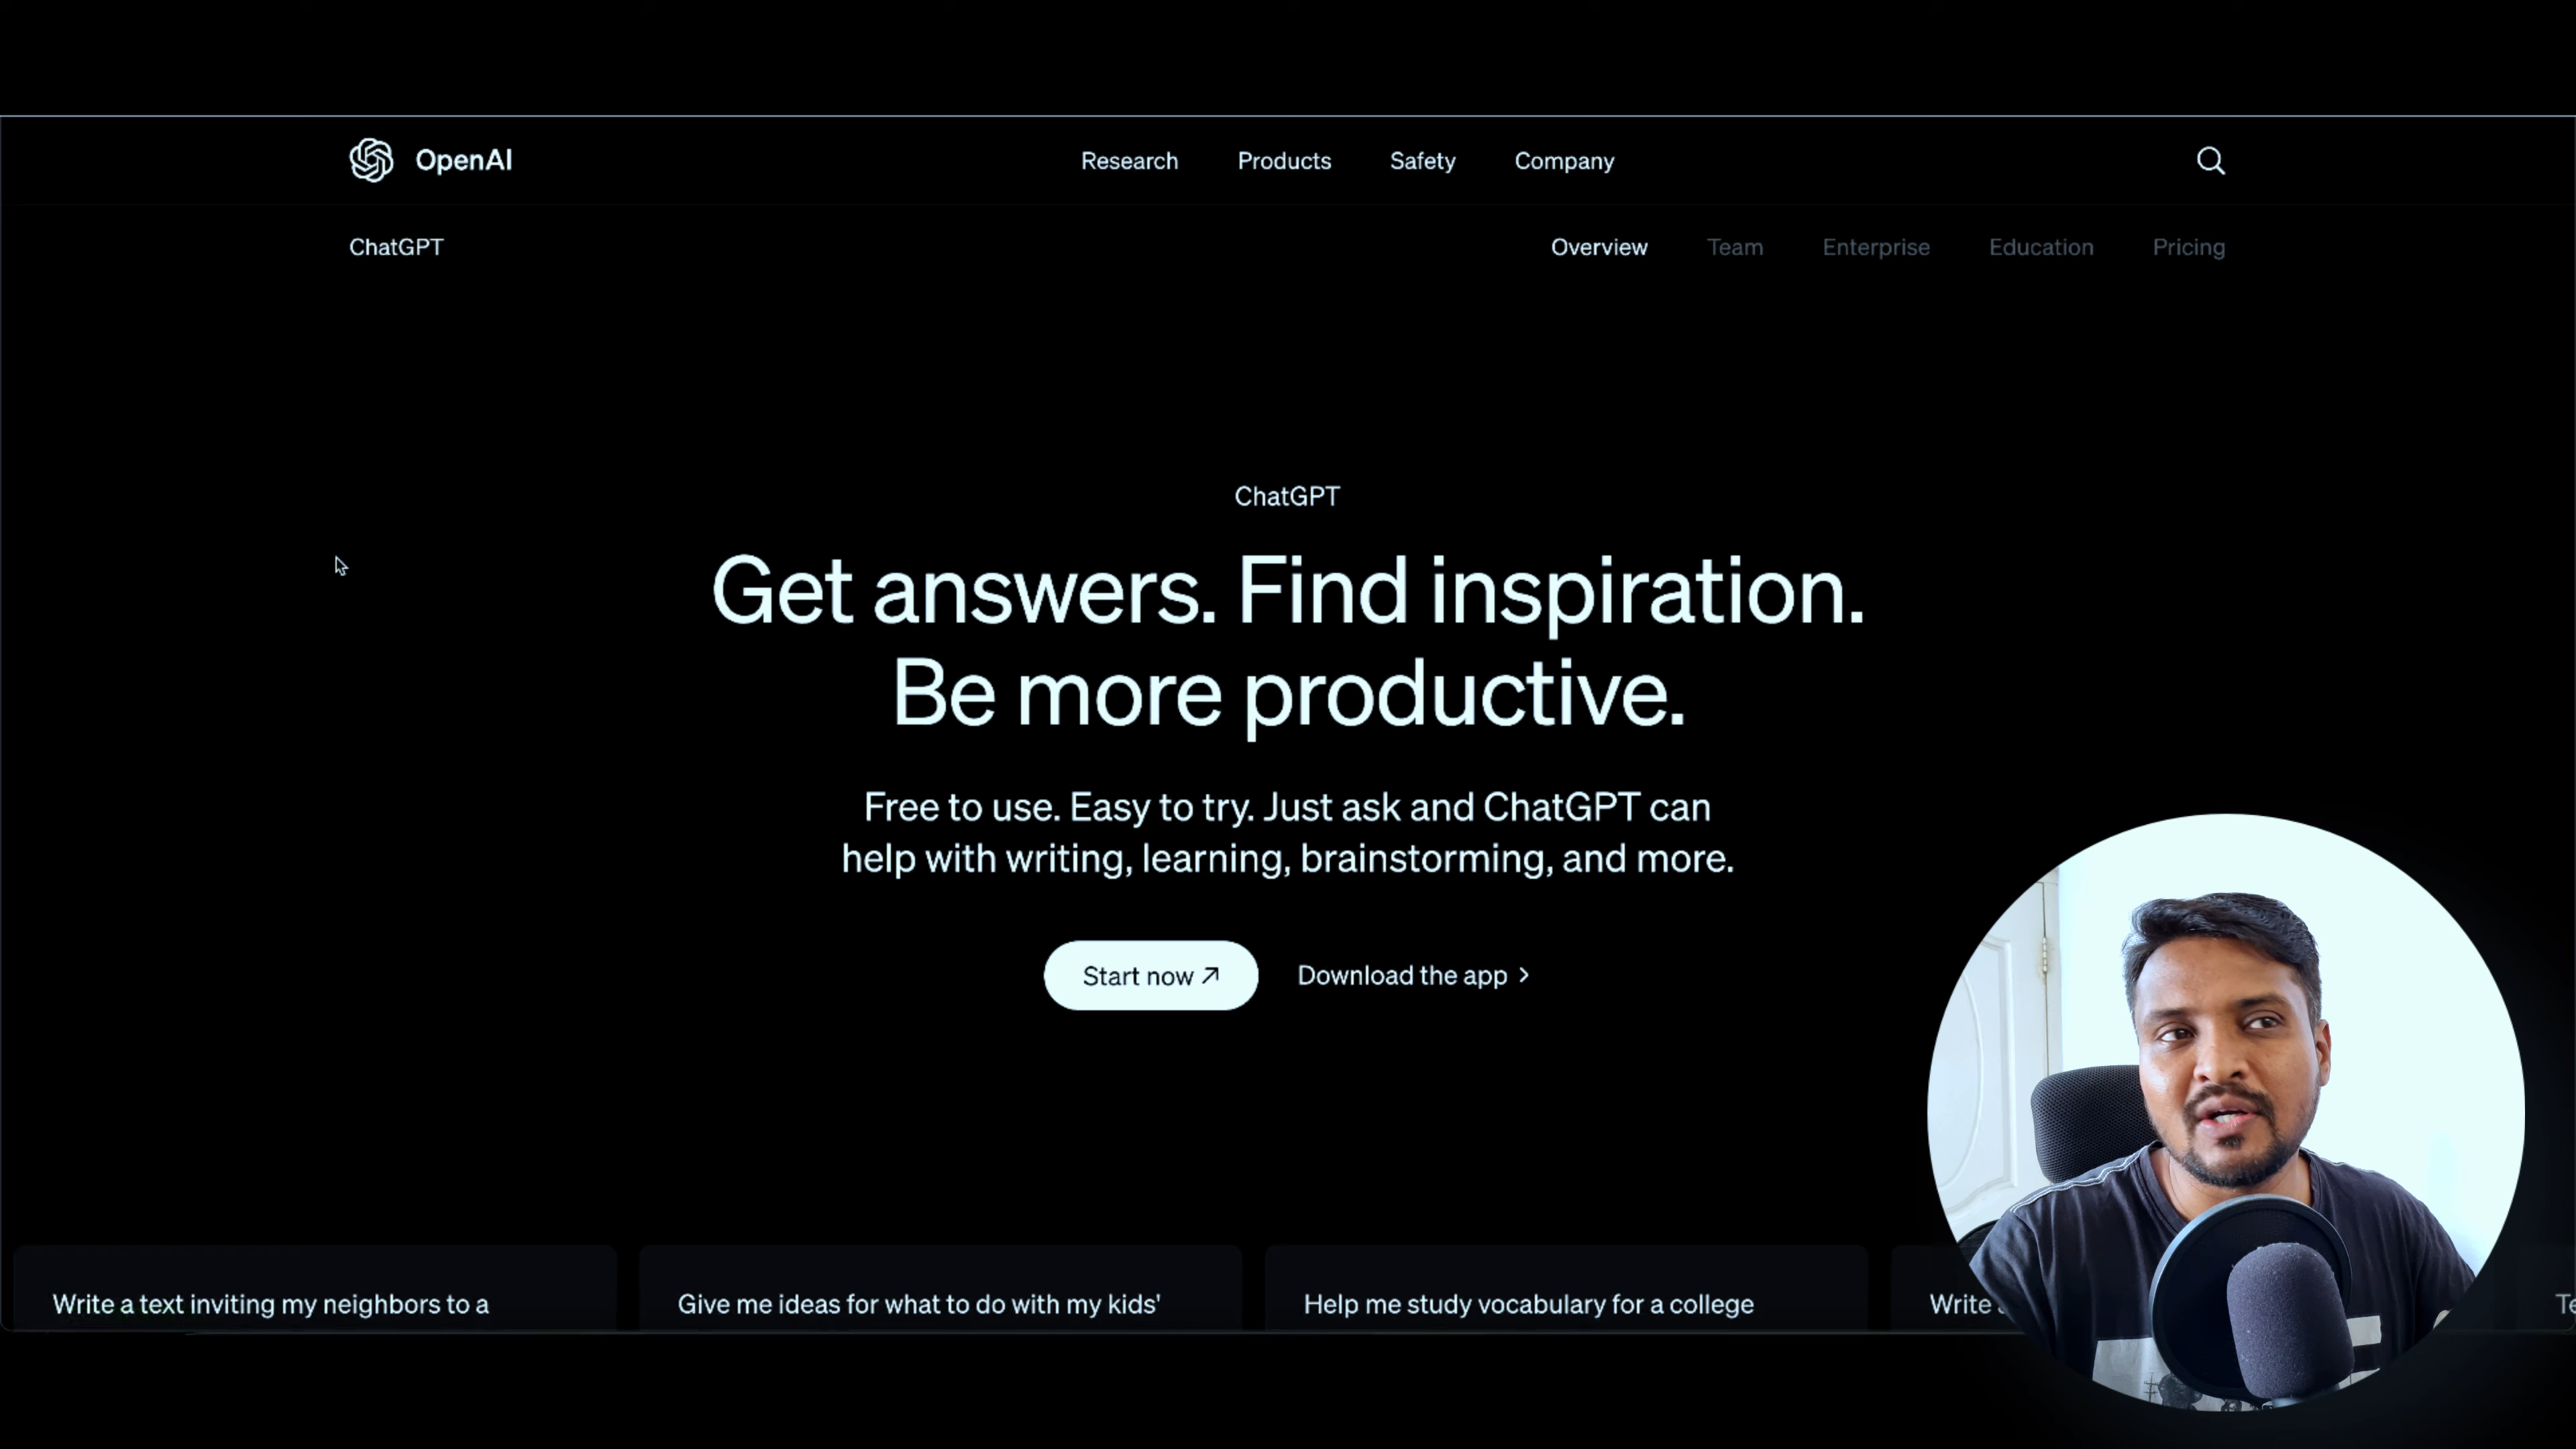 OpenAI
Research Products Safety Company
ChatGPT
Overview Team Enterprise Education Pricing
ChatGPT
Get answers. Find inspiration.
Be more productive.
Free to use. Easy to try. Just ask and ChatGPT can
help with writing, learning, brainstorming, and more.
Start now
Download the app
Write a text inviting my neighbors to a
Give me ideas for what to do with my kids'
Help me study vocabulary for a college
Write